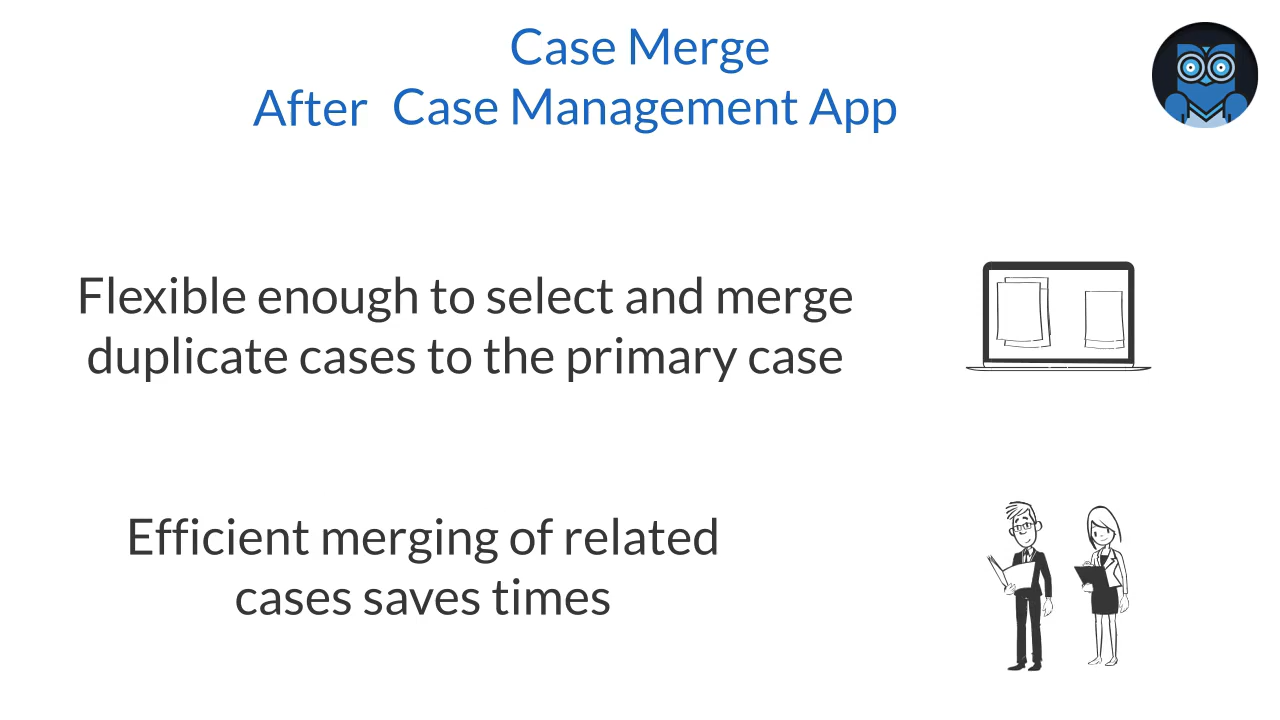 Case Merge
After Case Management App
Flexible enough to select and merge
duplicate cases to the primary case
Efficient merging of related
cases saves times